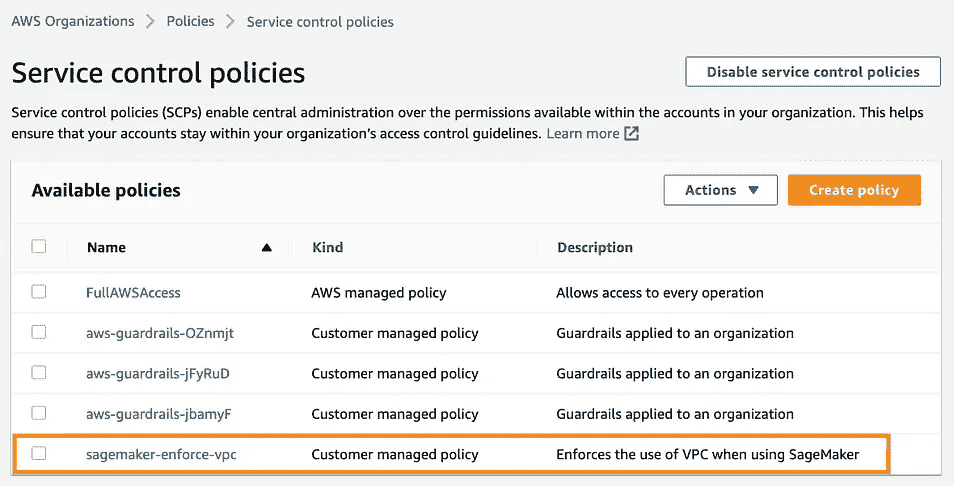 AWS Organizations > Policies > Service control policies
Service control policies
Disable service control policies
Service control policies (SCPs) enable central administration over the permissions available within the accounts in your organization. This helps
ensure that your accounts stay within your organization's access control guidelines. Learn more
Available policies
Actions
Create policy
Name Kind Description
FullAWSAccess AWS managed policy Allows access to every operation
aws-guardrails-OZnmjt Customer managed policy Guardrails applied to an organization
aws-guardrails-jFyRuD Customer managed policy Guardrails applied to an organization
aws-guardrails-jbamyF Customer managed policy Guardrails applied to an organization
sagemaker-enforce-vpc Customer managed policy Enforces the use of VPC when using SageMaker